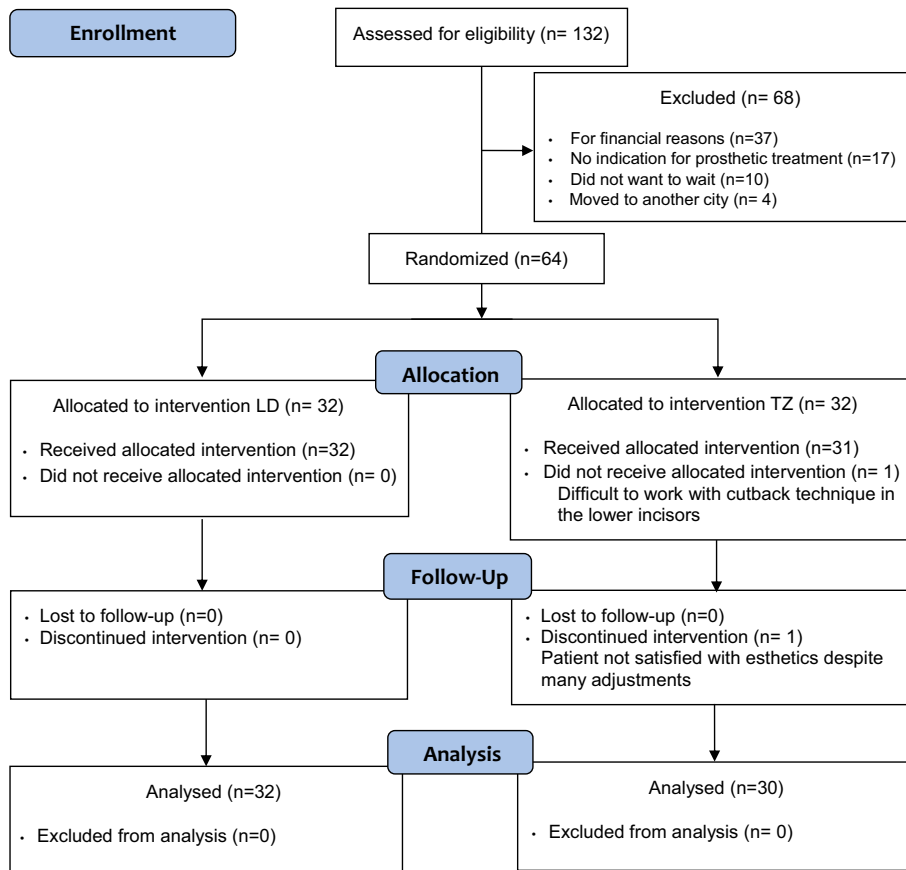 Enrollment
Assessed for eligibility (n= 132)
Excluded (n= 68)
• For financial reasons (n=37)
• No indication for prosthetic treatment (n=17)
• Did not want to wait (n=10)
• Moved to another city (n= 4)
Randomized (n=64)
Allocation
Allocated to intervention LD (n= 32)
• Received allocated intervention (n=32)
• Did not receive allocated intervention (n= 0)
Allocated to intervention TZ (n= 32)
• Received allocated intervention (n=31)
• Did not receive allocated intervention (n= 1)
Difficult to work with cutback technique in
the lower incisors
Follow-Up
• Lost to follow-up (n=0)
• Discontinued intervention (n= 0)
• Lost to follow-up (n=0)
• Discontinued intervention (n= 1)
Patient not satisfied with esthetics despite
many adjustments
Analysis
Analysed (n=32)
• Excluded from analysis (n=0)
Analysed (n=30)
• Excluded from analysis (n= 0)